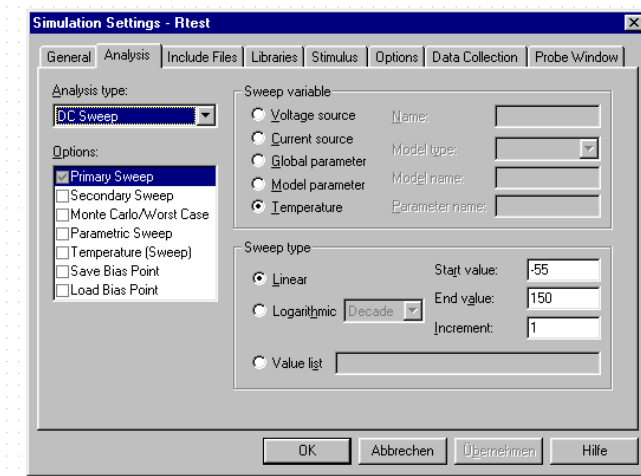 Simulation Settings - Rtest
General Analysis Include Files Libraries Stimulus Options Data Collection Probe Window
Analysis type:
DC Sweep
Options:
Primary Sweep
Secondary Sweep
Monte Carlo/Worst Case
Parametric Sweep
Temperature (Sweep)
Save Bias Point
Load Bias Point
Sweep variable
Voltage source
Current source
Global parameter
Model parameter
Temperature
Name:
Model type:
Model name:
Parameter name:
Sweep type
Linear
Logarithmic Decade
Value list
Start value: -55
End value: 150
Increment: 1
OK Abbrechen Übernehmen Hilfe